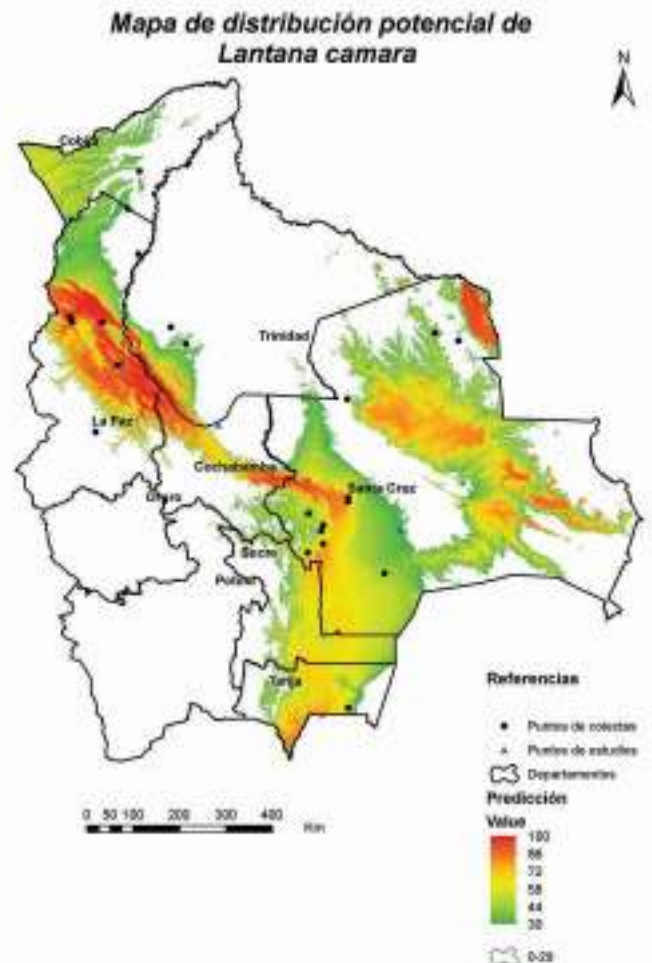 Mapa de distribución potencial de
Lantana camara
N
Cobija
Trinidad
La Paz
Cochabamba
Santa Cruz
Oruro
Sucre
Potosí
Tarija
Referencias
Puntos de colectas
Puntos de estudios
Departamentos
Predicción
Value
100
86
72
58
44
30
0-29
0 50 100 200 300 400
Km